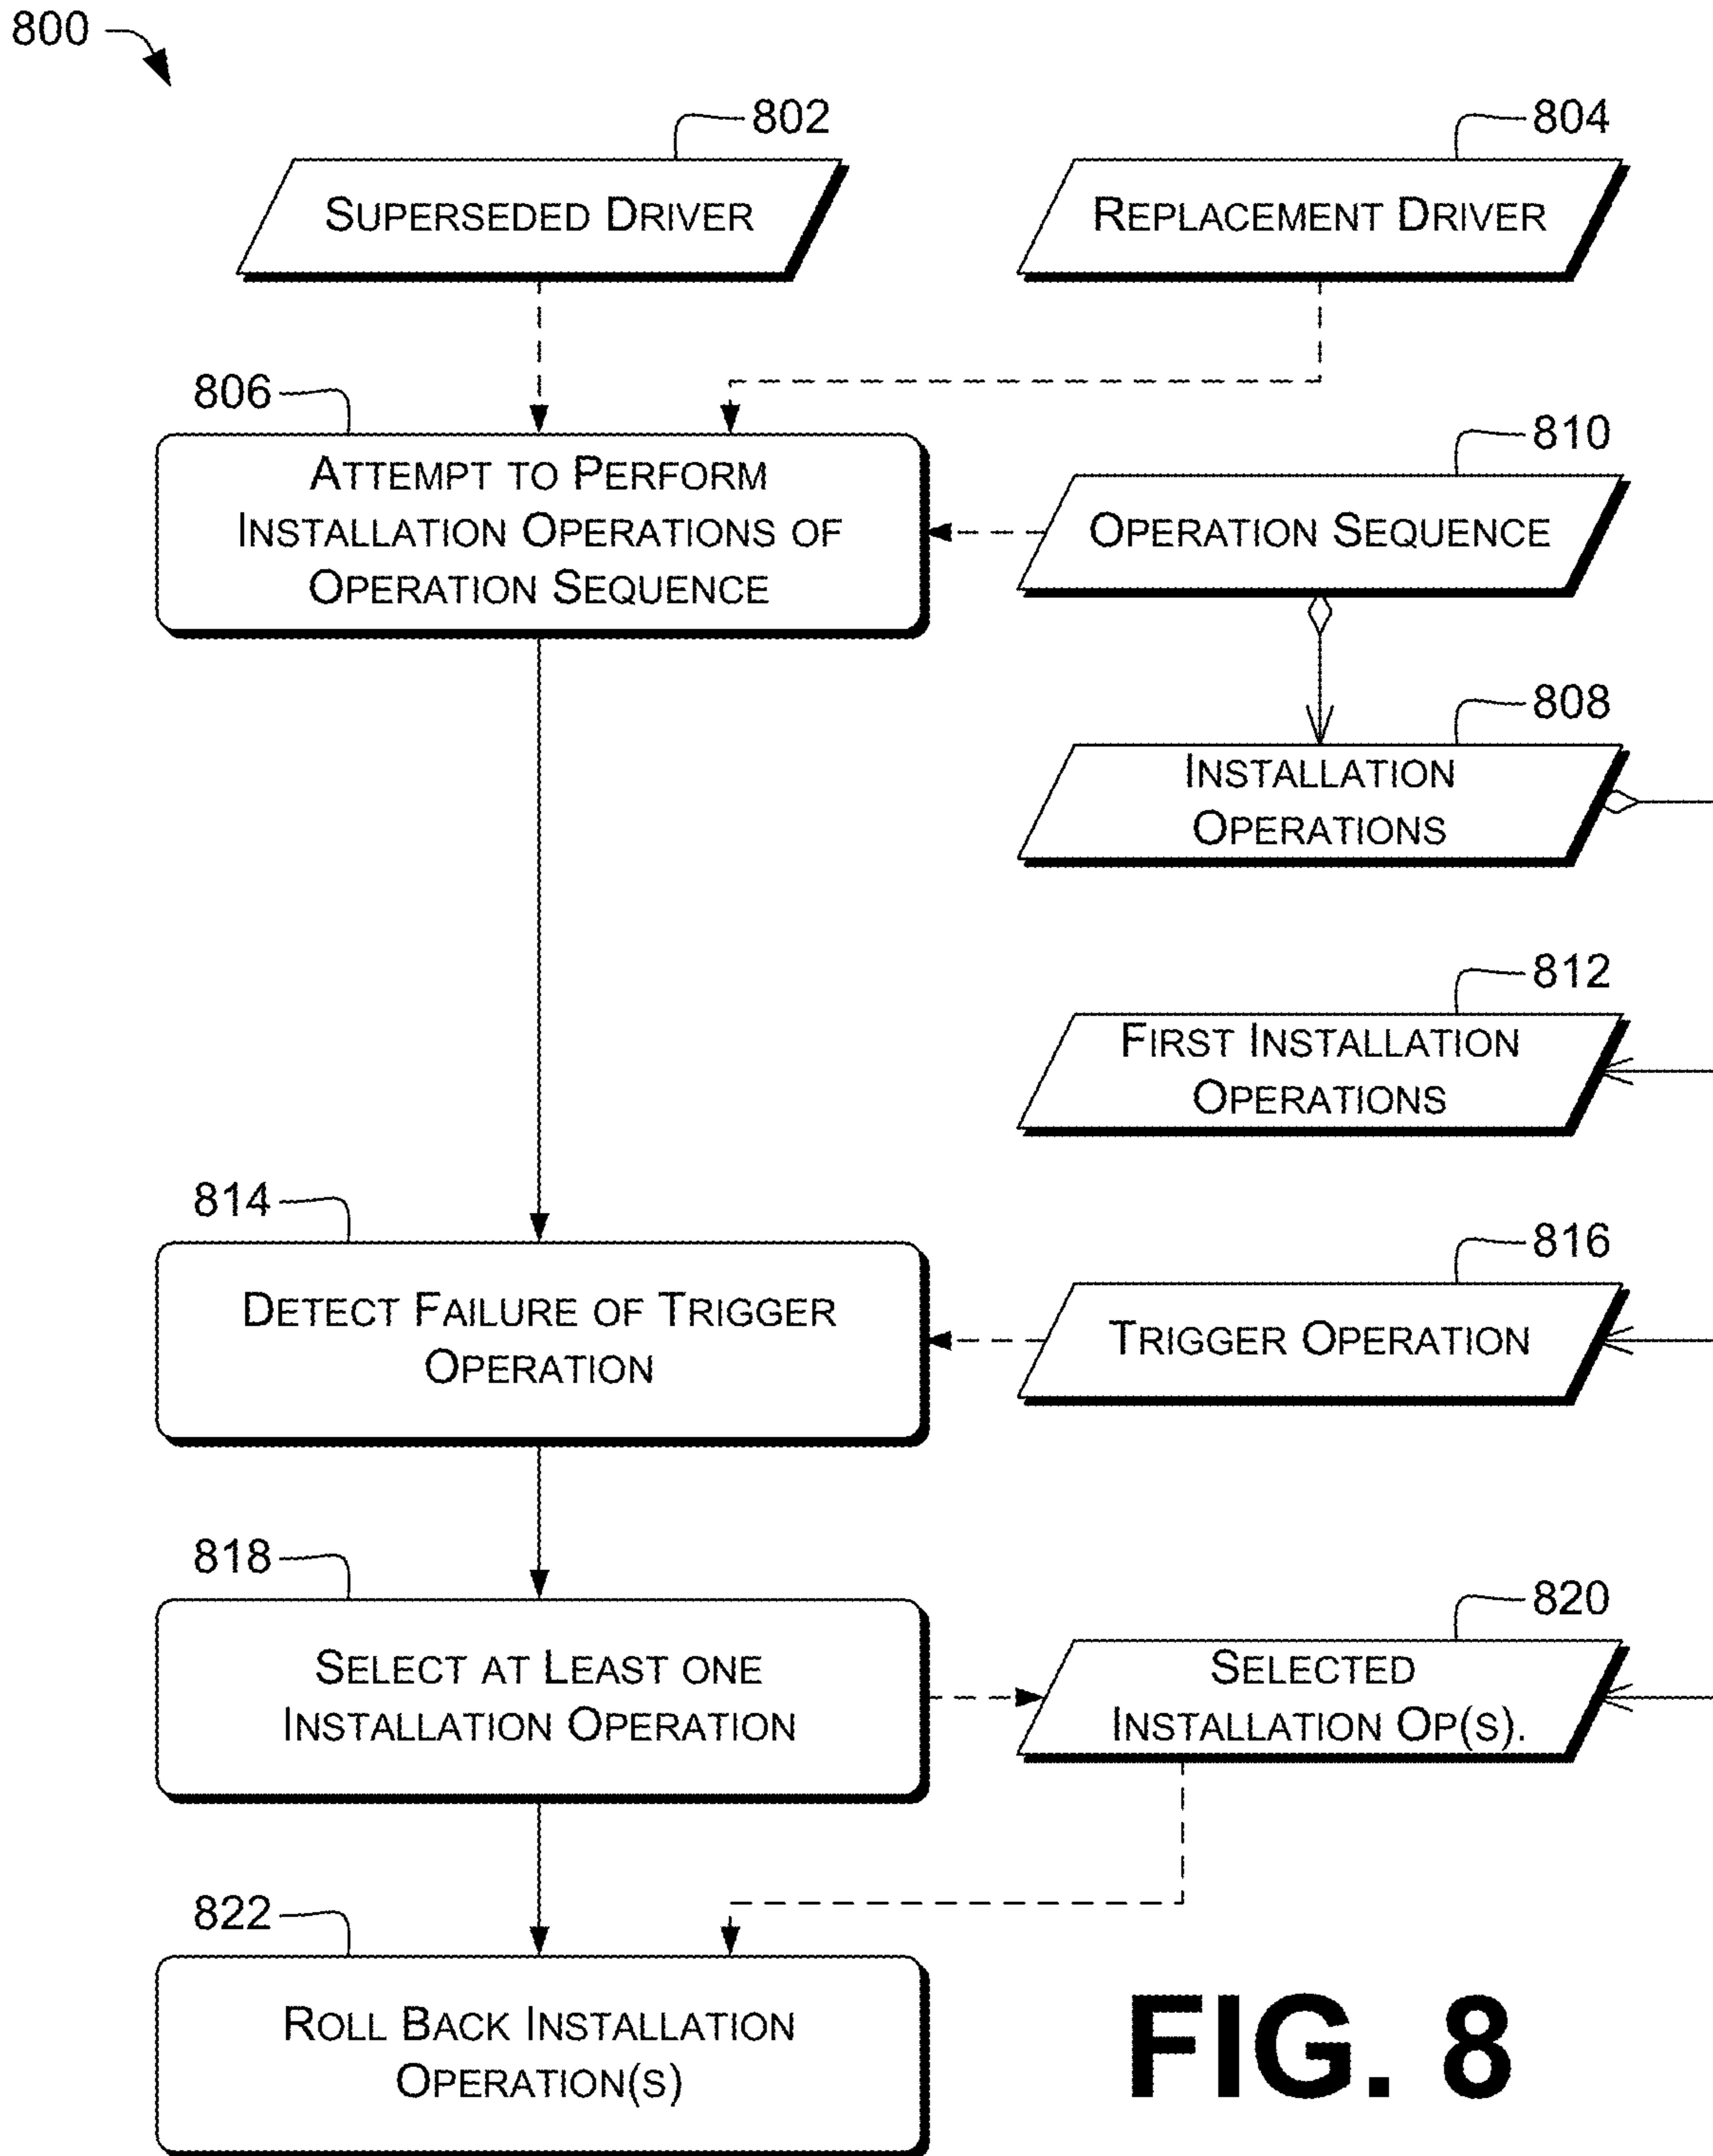 800
802
804
SUPERSEDED DRIVER
REPLACEMENT DRIVER
806
810
ATTEMPT TO PERFORM
INSTALLATION OPERATIONS OF
OPERATION SEQUENCE
OPERATION SEQUENCE
808
INSTALLATION
OPERATIONS
812
FIRST INSTALLATION
OPERATIONS
814
816
DETECT FAILURE OF TRIGGER
OPERATION
TRIGGER OPERATION
818
820
SELECT AT LEAST ONE
INSTALLATION OPERATION
SELECTED
INSTALLATION OP(S).
822
ROLL BACK INSTALLATION
OPERATION(S)
FIG. 8